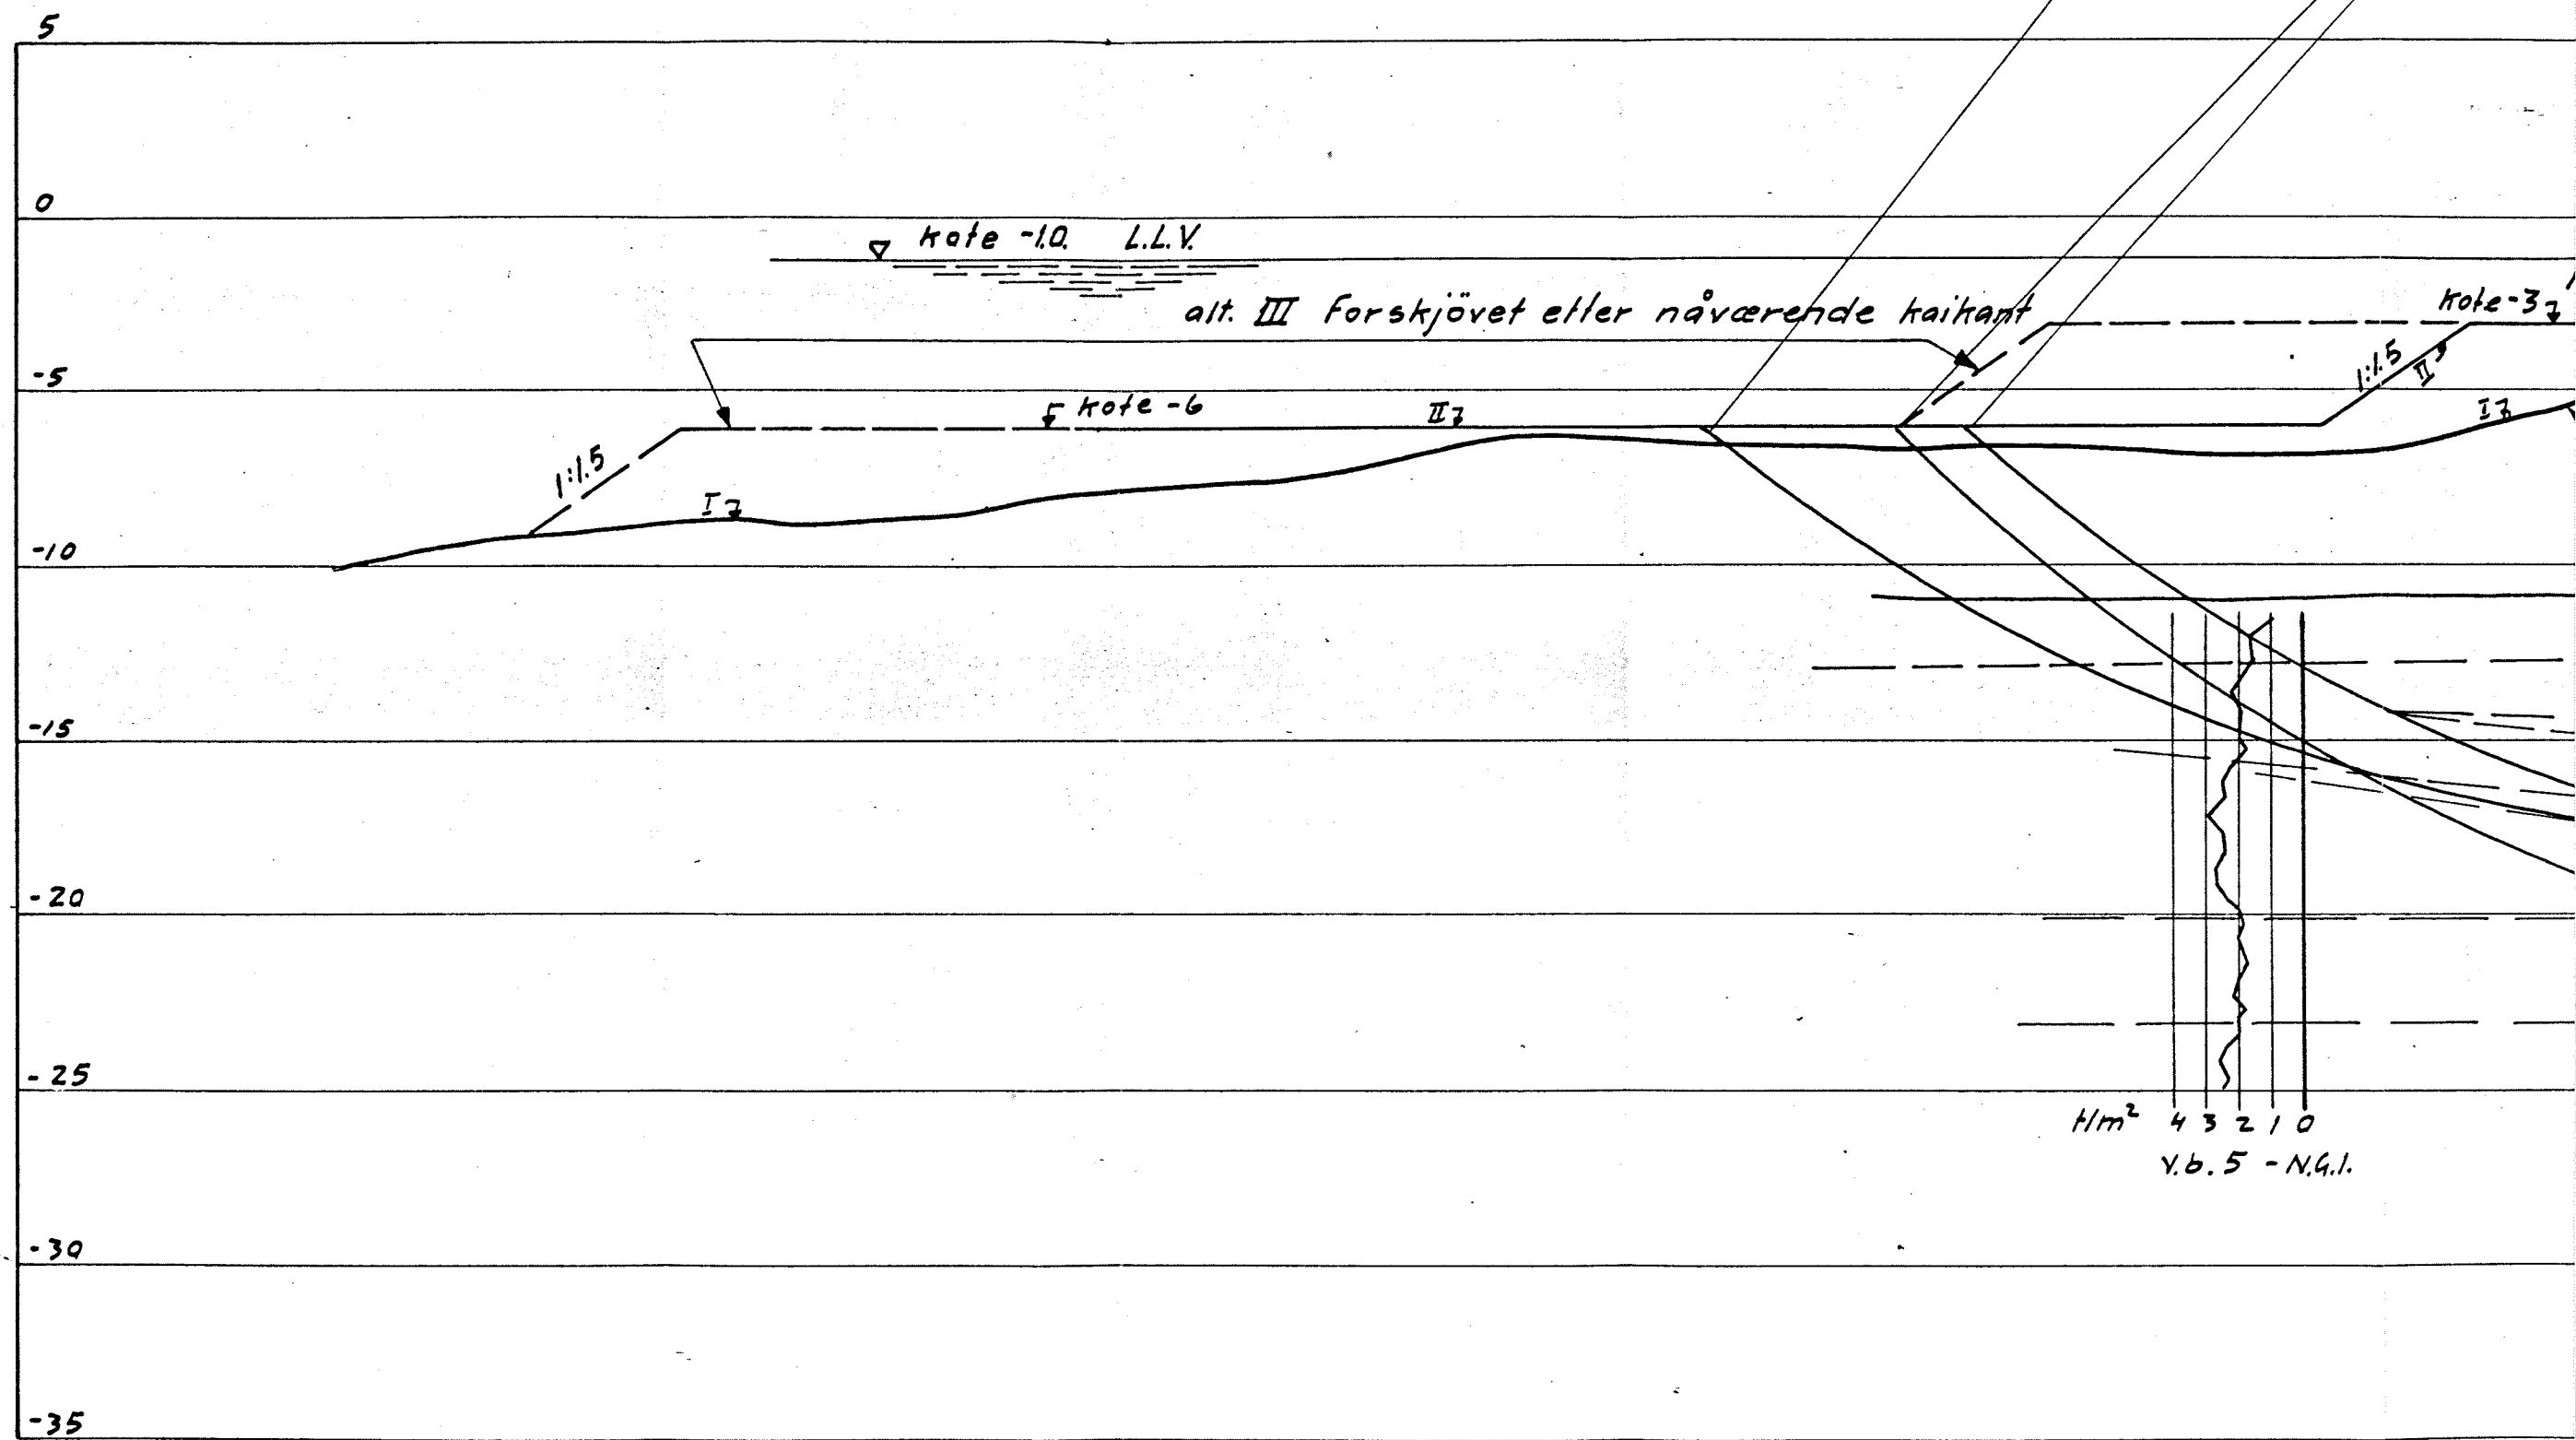 5
0
kote -1.0. L.L.V.
alt. III Forskjövet etter nåværende kaikant
kote-3
-5
1:1.5
II
kote -6
II
I
1:1.5
I
-10
-15
-20
-25
t/m² 4 3 2 1 0
V.b. 5 - N.G.I.
-30
-35